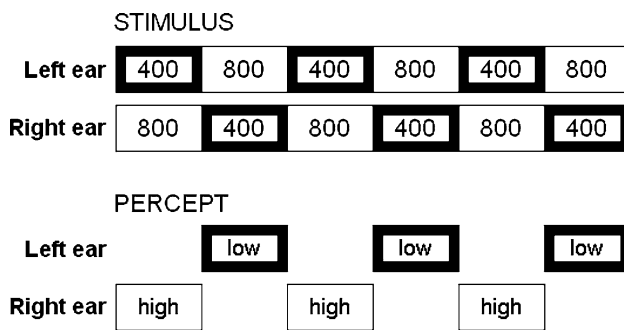 STIMULUS
Left ear 400 800 400 800 400 800
Right ear 800 400 800 400 800 400
PERCEPT
Left ear low low low
Right ear high high high